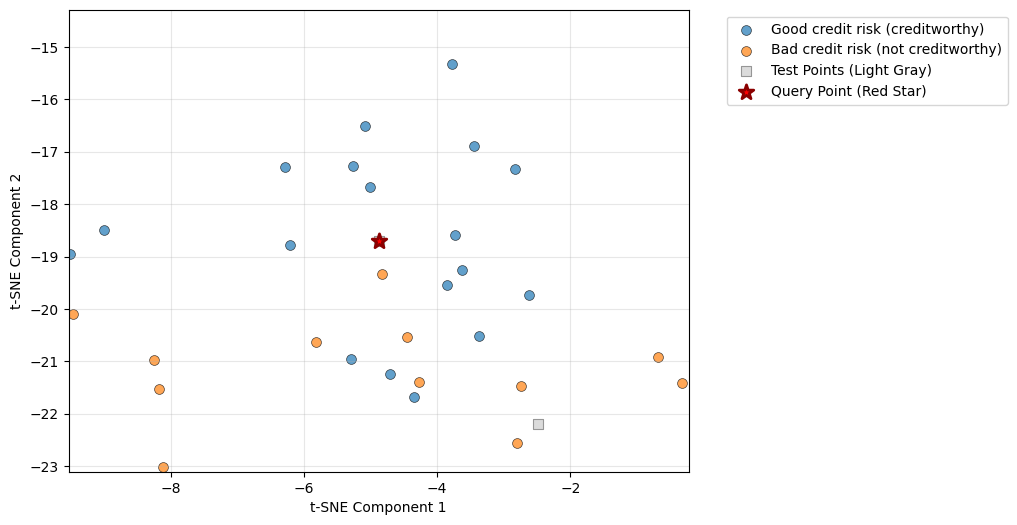 Good credit risk (creditworthy)
Bad credit risk (not creditworthy)
Test Points (Light Gray)
Query Point (Red Star)
t-SNE Component 2
−15
−16
−17
−18
−19
−20
−21
−22
−23
−8
−6
−4
−2
t-SNE Component 1